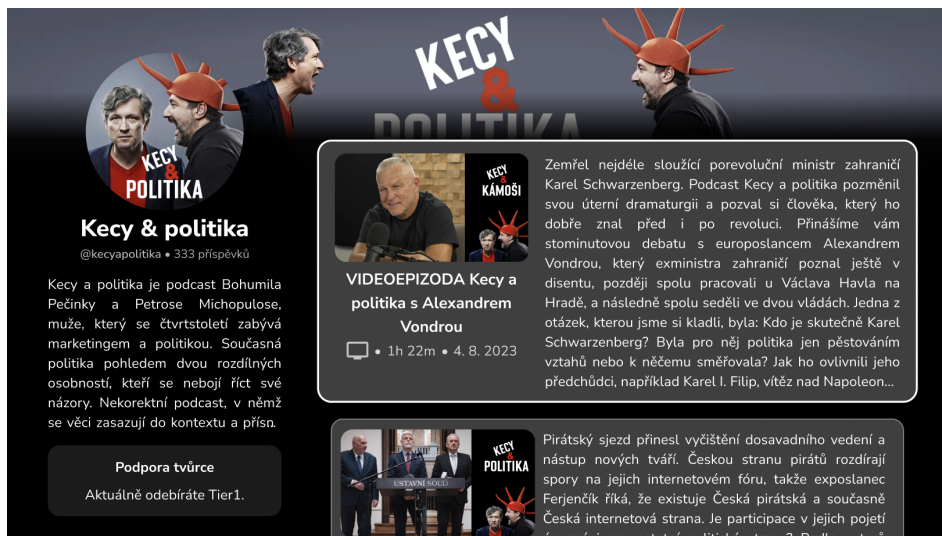 KECY
&
POLITIKA
KECY
&
POLITIKA
Kecy & politika
@kecyapolitika • 333 příspěvků
Kecy a politika je podcast Bohumila
Pečinky a Petrose Michopulose,
muže, který se čtvrtstoletí zabývá
marketingem a politikou. Současná
politika pohledem dvou rozdílných
osobností, kteří se nebojí říct své
názory. Nekorektní podcast, v němž
se věci zasazují do kontextu a přísn.
Podpora tvůrce
Aktuálně odebíráte Tier1.
KECY
&
KÁMOŠI
VIDEOEPIZODA Kecy a
politika s Alexandrem
Vondrou
• 1h 22m • 4. 8. 2023
Zemřel nejdéle sloužící porevoluční ministr zahraničí
Karel Schwarzenberg. Podcast Kecy a politika pozměnil
svou úterní dramaturgii a pozval si člověka, který ho
dobře znal před i po revoluci. Přinášíme vám
stominutovou debatu s europoslancem Alexandrem
Vondrou, který exministra zahraničí poznal ještě v
disentu, později spolu pracovali u Václava Havla na
Hradě, a následně spolu seděli ve dvou vládách. Jedna z
otázek, kterou jsme si kladli, byla: Kdo je skutečně Karel
Schwarzenberg? Byla pro něj politika jen pěstováním
vztahů nebo k něčemu směřovala? Jak ho ovlivnili jeho
předchůdci, například Karel I. Filip, vítěz nad Napoleon...
ÚSTAVNÍ SOUD
KECY
&
POLITIKA
Pirátský sjezd přinesl vyčištění dosavadního vedení a
nástup nových tváří. Českou stranu pirátů rozdírají
spory na jejich internetovém fóru, takže exposlanec
Ferjenčík říká, že existuje Česká pirátská a současně
Česká internetová strana. Je participace v jejich pojetí